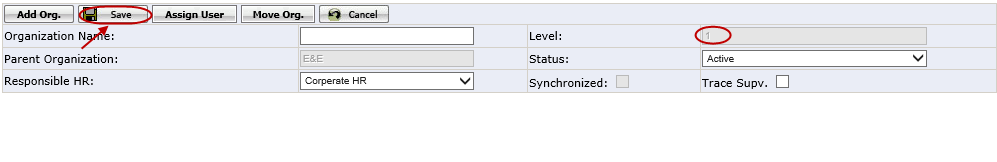 Add Org. Save Assign User Move Org. Cancel
Organization Name: Level: 1
Parent Organization: E&E Status: Active
Responsible HR: Corperate HR Synchronized: Trace Supv.